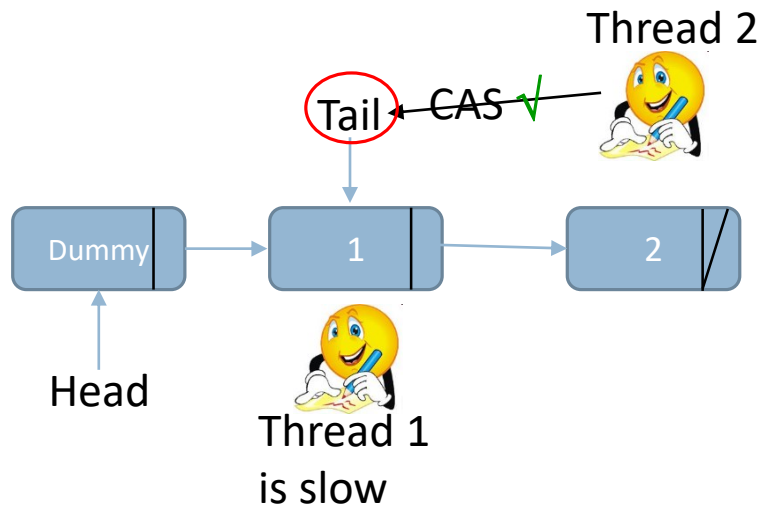 Thread 2
Tail
CAS √
Dummy
1
2
Head
Thread 1
is slow